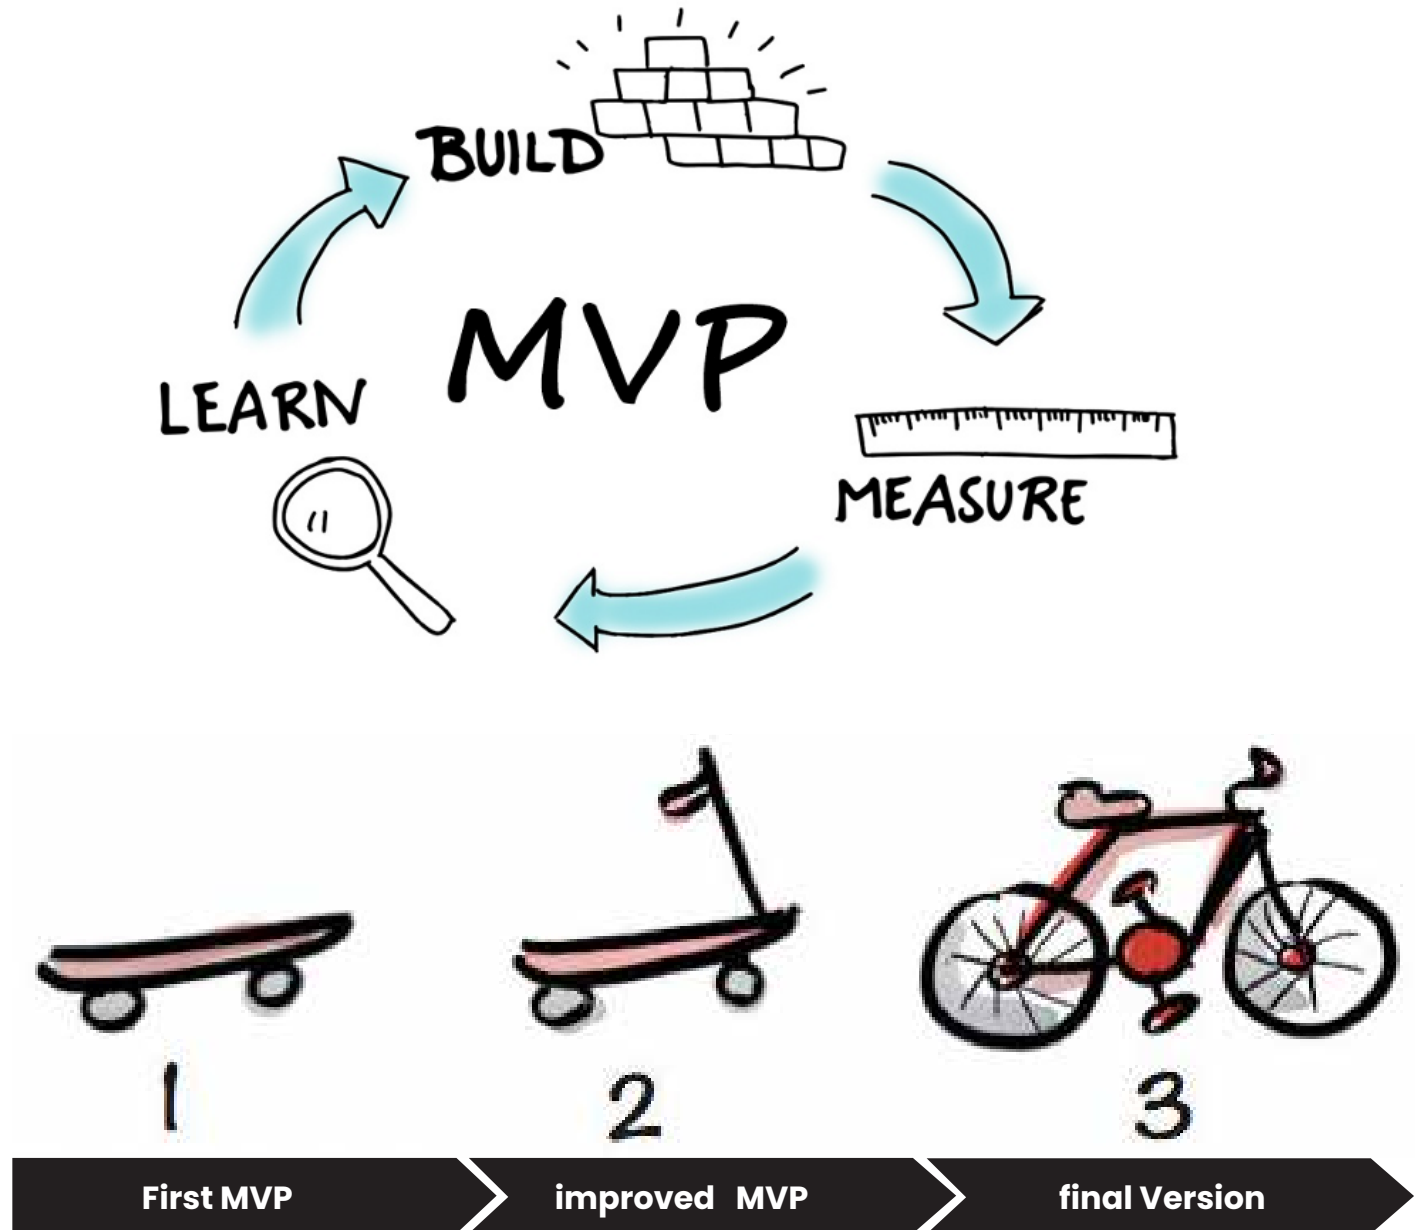 BUILD
MVP
LEARN
MEASURE
1
2
3
First MVP
improved MVP
final Version